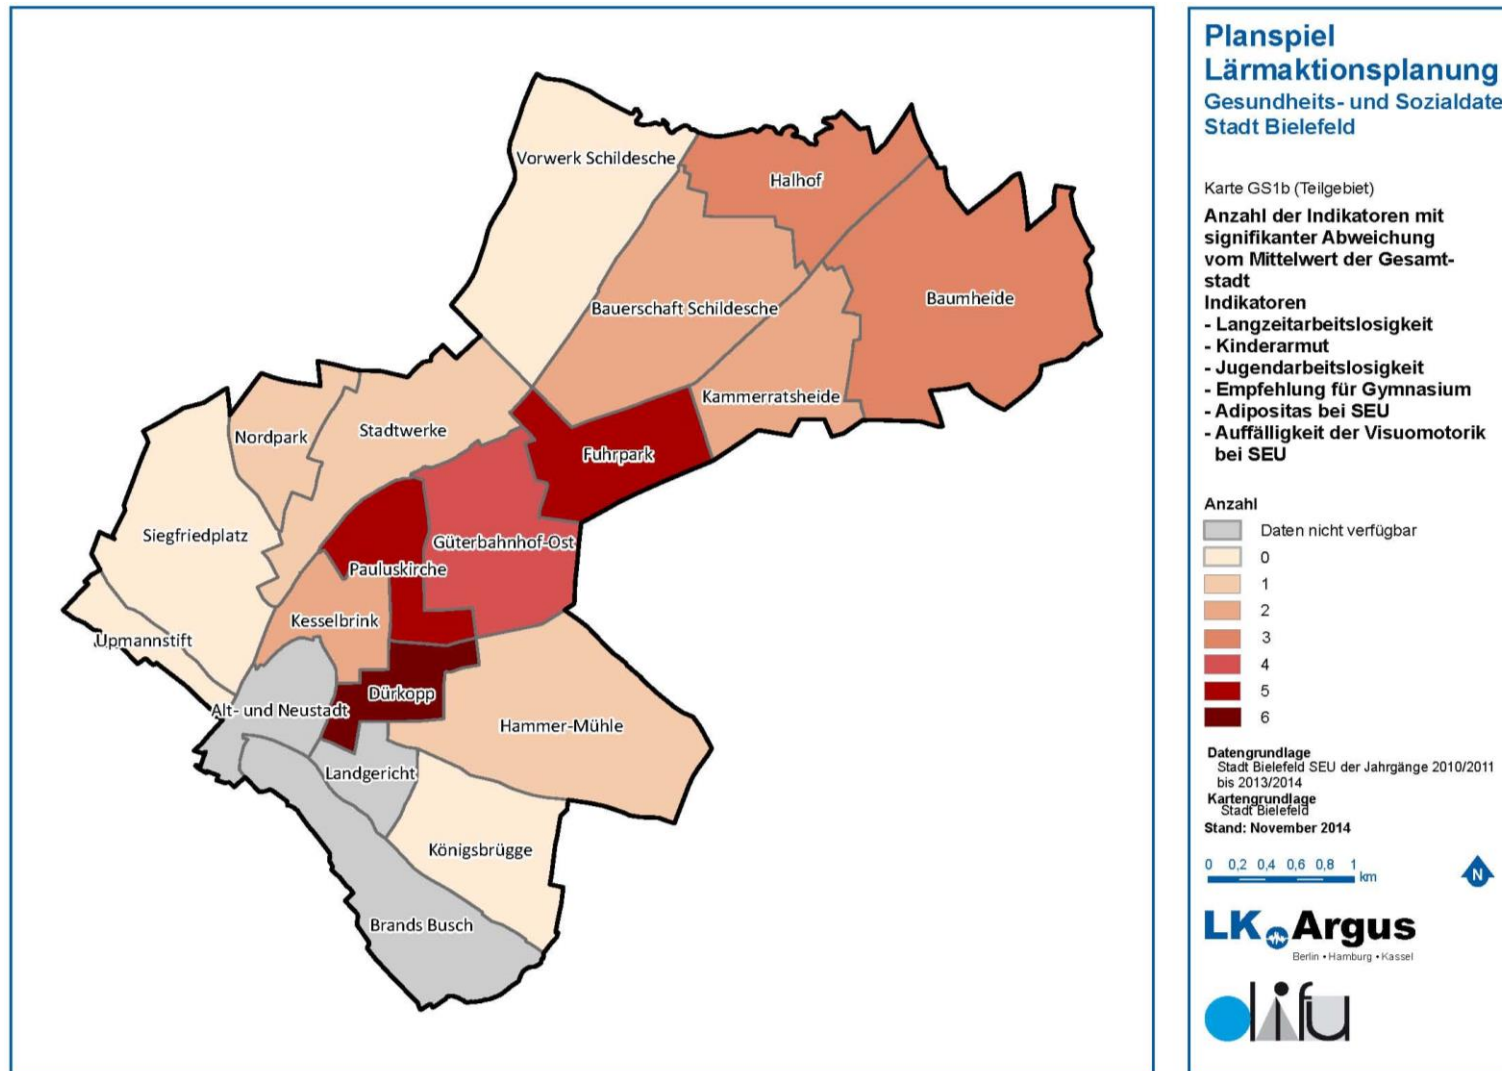 Vorwerk Schildesche
Halhof
Baumheide
Bauerschaft Schildesche
Kammerratsheide
Nordpark
Stadtwerke
Fuhrpark
Siegfriedplatz
Güterbahnhof-Ost
Pauluskirche
Kesselbrink
Upmannstift
Dürkopp
Alt- und Neustadt
Hammer-Mühle
Landgericht
Königsbrügge
Brands Busch
Planspiel
Lärmaktionsplanung
Gesundheits- und Sozialdate
Stadt Bielefeld
Karte GS1b (Teilgebiet)
Anzahl der Indikatoren mit
signifikanter Abweichung
vom Mittelwert der Gesamt-
stadt
Indikatoren
- Langzeitarbeitslosigkeit
- Kinderarmut
- Jugendarbeitslosigkeit
- Empfehlung für Gymnasium
- Adipositas bei SEU
- Auffälligkeit der Visuomotorik
bei SEU
Anzahl
Daten nicht verfügbar
0
1
2
3
4
5
6
Datengrundlage
Stadt Bielefeld SEU der Jahrgänge 2010/2011
bis 2013/2014
Kartengrundlage
Stadt Bielefeld
Stand: November 2014
0 0,2 0,4 0,6 0,8 1
km
N
LK Argus
Berlin • Hamburg • Kassel
difu